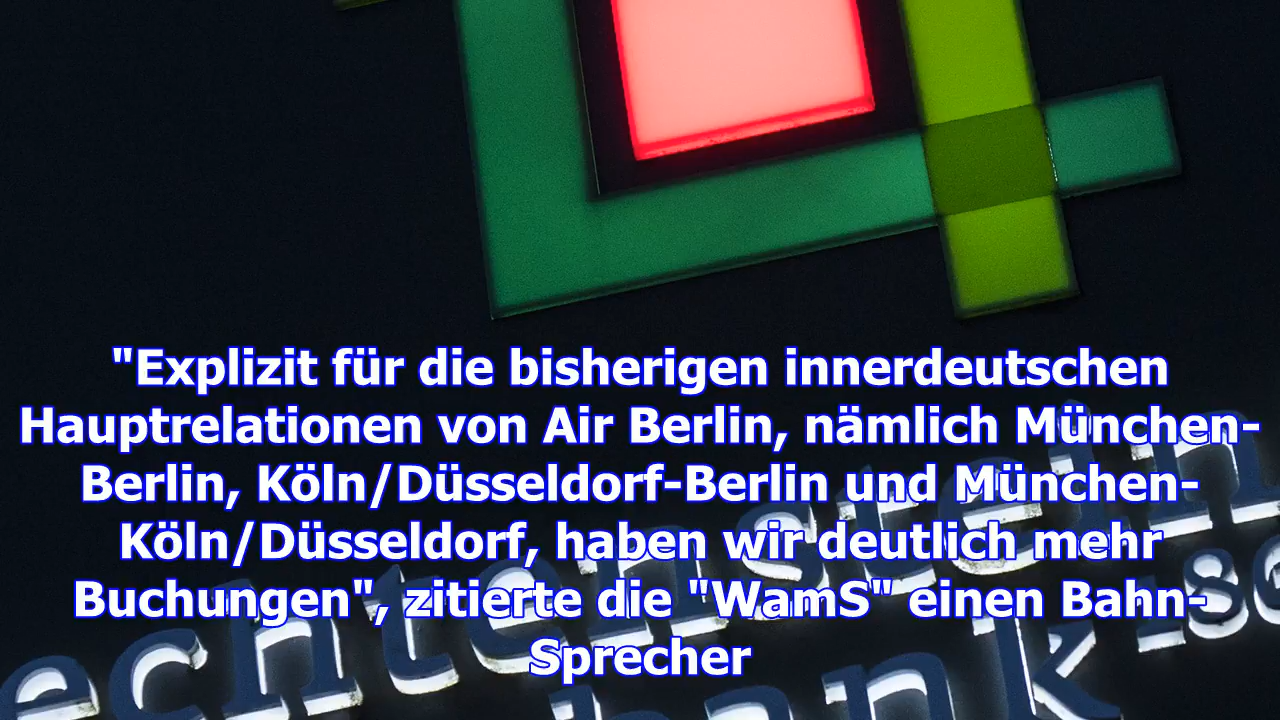 "Explizit für die bisherigen innerdeutschen
Hauptrelationen von Air Berlin, nämlich München-
Berlin, Köln/Düsseldorf-Berlin und München-
Köln/Düsseldorf, haben wir deutlich mehr
Buchungen", zitierte die "WamS" einen Bahn-
Sprecher